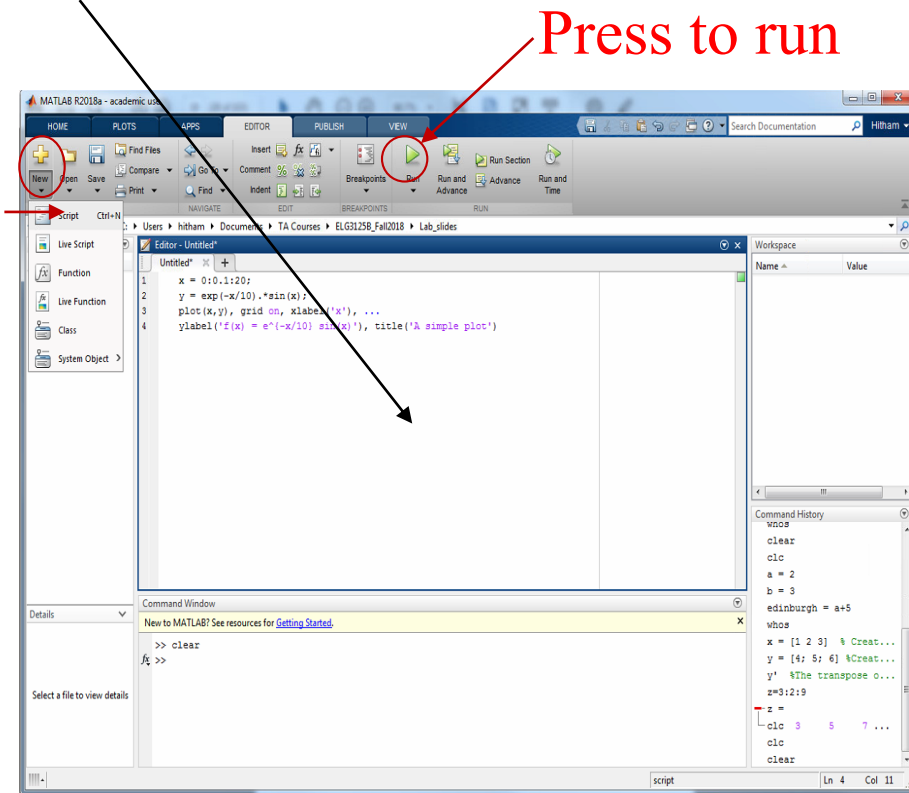 Press to run
MATLAB R2018a - academic use
HOME PLOTS APPS EDITOR PUBLISH VIEW
Search Documentation
Hitham
New Open Save
Find Files
Compare
Print
Go To
Find
NAVIGATE
Insert
Comment
Indent
EDIT
Breakpoints
BREAKPOINTS
Run
Run and Advance
Run Section
Advance
Run and Time
RUN
Script Ctrl+N
Live Script
Function
Live Function
Class
System Object
Users Documents TA Courses ELG3125B_Fall2018 Lab_slides
Editor - Untitled*
Untitled*
1 x = 0:0.1:20;
2 y = exp(-x/10).*sin(x);
3 plot(x,y), grid on, xlabel('x'), ...
4 ylabel('f(x) = e^{-x/10} sin(x)'), title('A simple plot')
Workspace
Name Value
Command History
whos
clear
clc
a = 2
b = 3
edinburgh = a+5
whos
x = [1 2 3] % Creat...
y = [4; 5; 6] %Creat...
y' %The transpose o...
z=3:2:9
z =
clc 3 5 7 ...
clc
clear
Details
Select a file to view details
Command Window
New to MATLAB? See resources for Getting Started.
>> clear
fx >>
script
Ln 4 Col 11